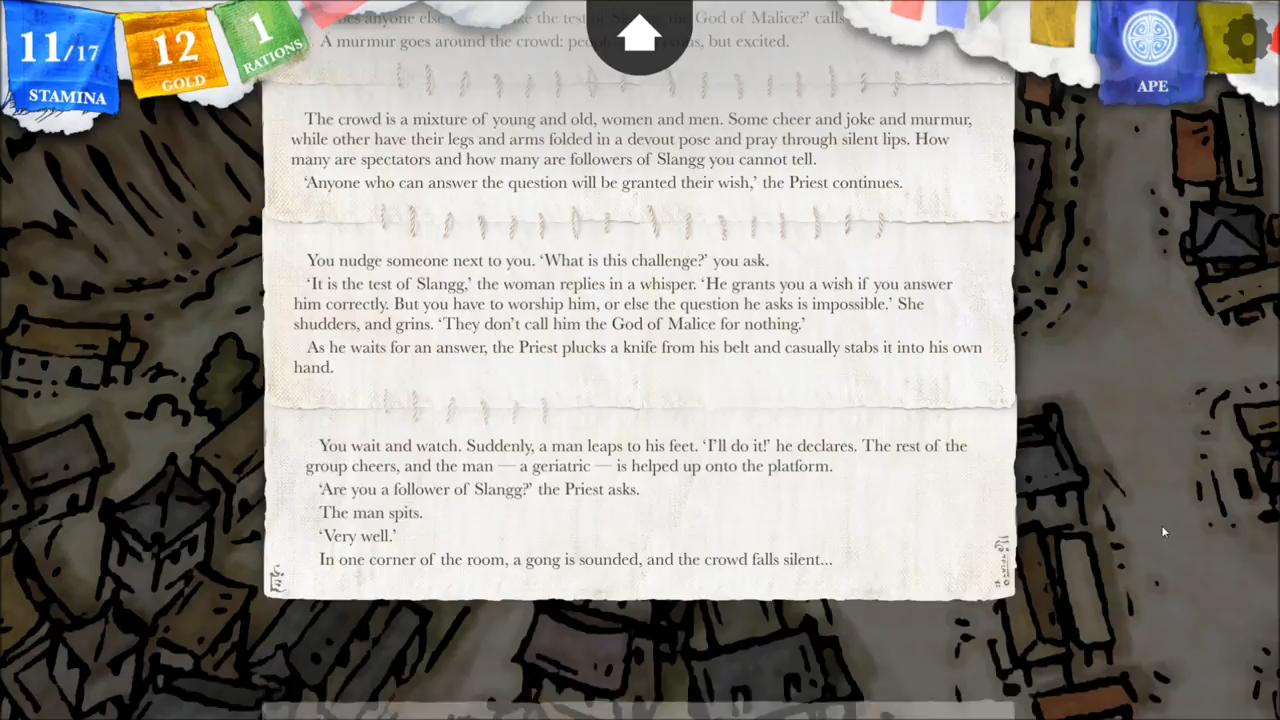 11/17
STAMINA
12
GOLD
1
RATIONS
APE
anyone else the test of God of Malice?' calls
A murmur goes around the crowd: but excited.
The crowd is a mixture of young and old, women and men. Some cheer and joke and murmur,
while other have their legs and arms folded in a devout pose and pray through silent lips. How
many are spectators and how many are followers of Slangg you cannot tell.
‘Anyone who can answer the question will be granted their wish,’ the Priest continues.
You nudge someone next to you. ‘What is this challenge?’ you ask.
‘It is the test of Slangg,’ the woman replies in a whisper. ‘He grants you a wish if you answer
him correctly. But you have to worship him, or else the question he asks is impossible.’ She
shudders, and grins. ‘They don’t call him the God of Malice for nothing.’
As he waits for an answer, the Priest plucks a knife from his belt and casually stabs it into his own
hand.
You wait and watch. Suddenly, a man leaps to his feet. ‘I’ll do it!’ he declares. The rest of the
group cheers, and the man — a geriatric — is helped up onto the platform.
‘Are you a follower of Slangg?’ the Priest asks.
The man spits.
‘Very well.’
In one corner of the room, a gong is sounded, and the crowd falls silent...